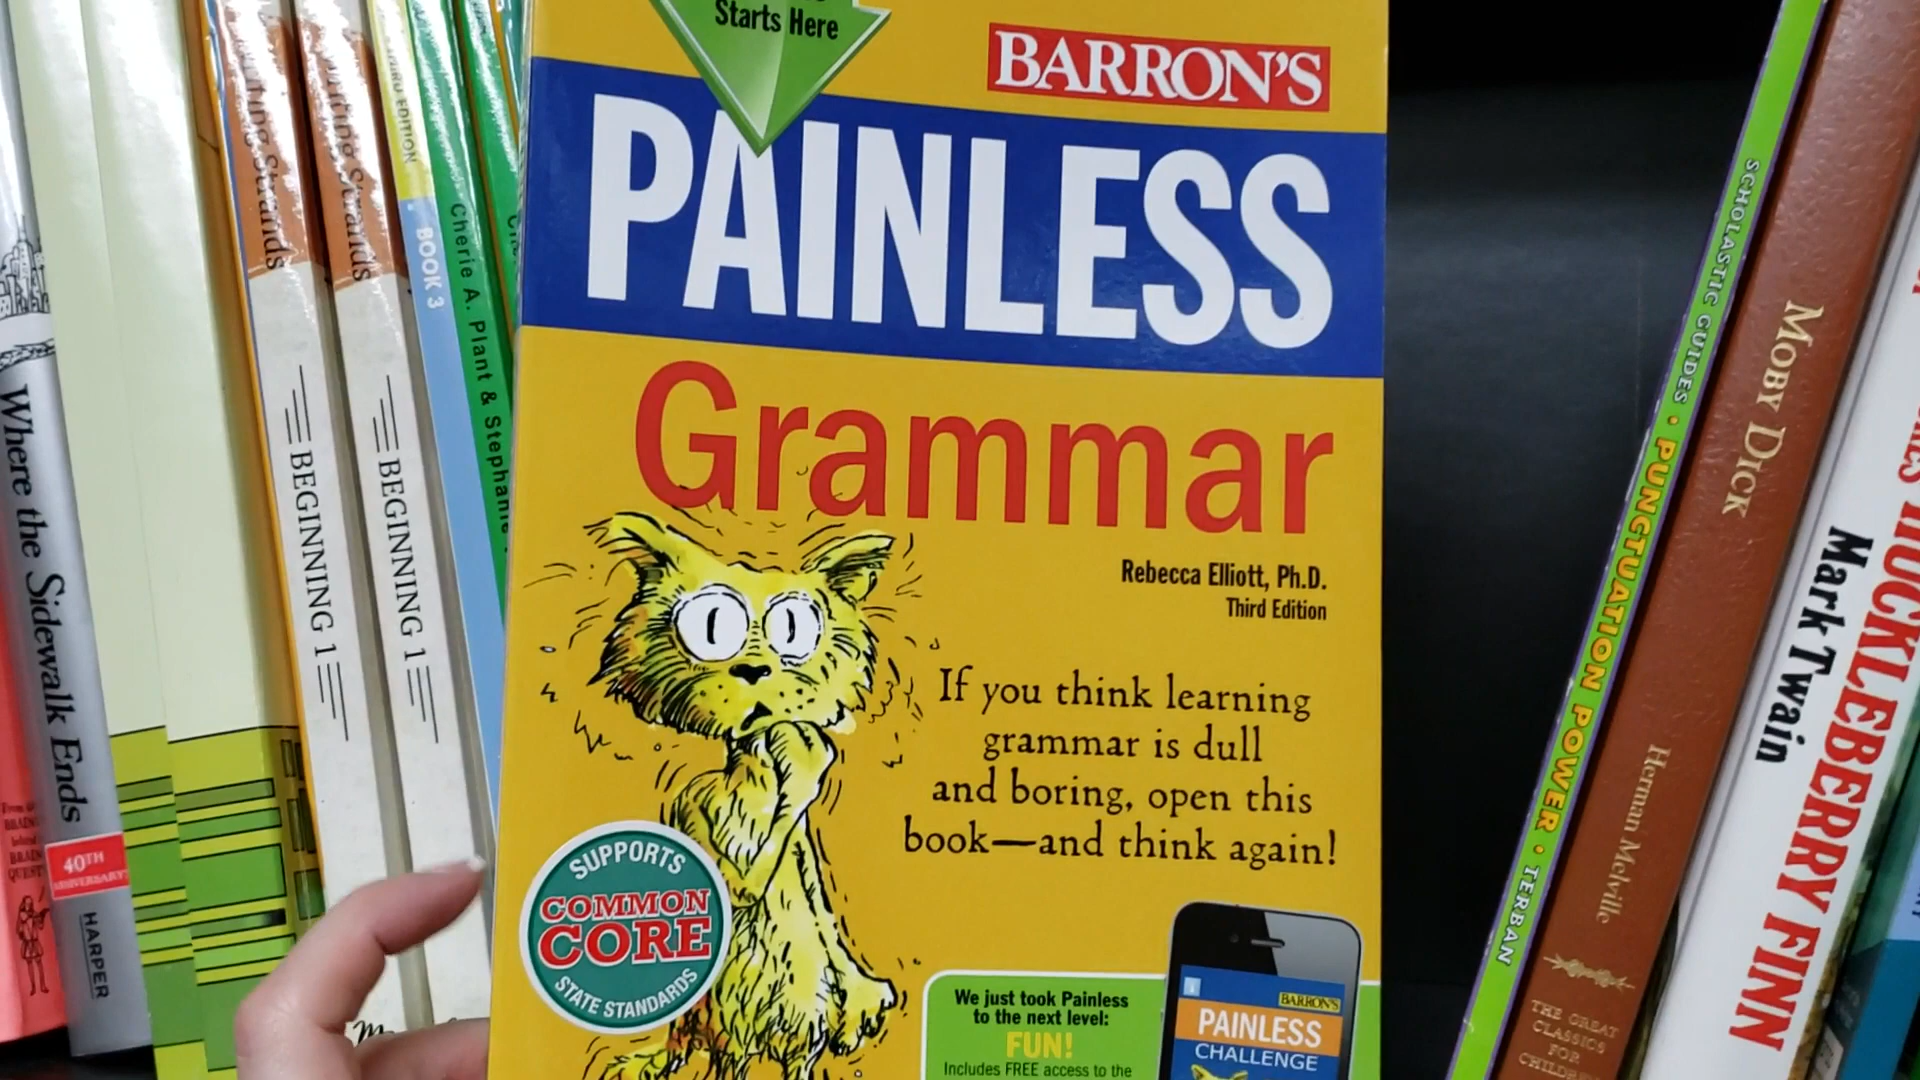 Starts Here
BARRON'S
PAINLESS
Grammar
Rebecca Elliott, Ph.D.
Third Edition
If you think learning
grammar is dull
and boring, open this
book—and think again!
SUPPORTS
COMMON
CORE
STATE STANDARDS
We just took Painless
to the next level:
FUN!
Includes FREE access to the
BARRON'S
PAINLESS
CHALLENGE
Where the Sidewalk Ends
40TH
ANNIVERSARY
HARPER
Strands
BEGINNING 1
Strands
BEGINNING 1
THIRD EDITION
BOOK 3
Cherie A. Plant & Stephanie
SCHOLASTIC GUIDES • PUNCTUATION POWER • TERBAN
MOBY DICK
Herman Melville
THE GREAT
CLASSICS
FOR
HUCKLEBERRY FINN
Mark Twain